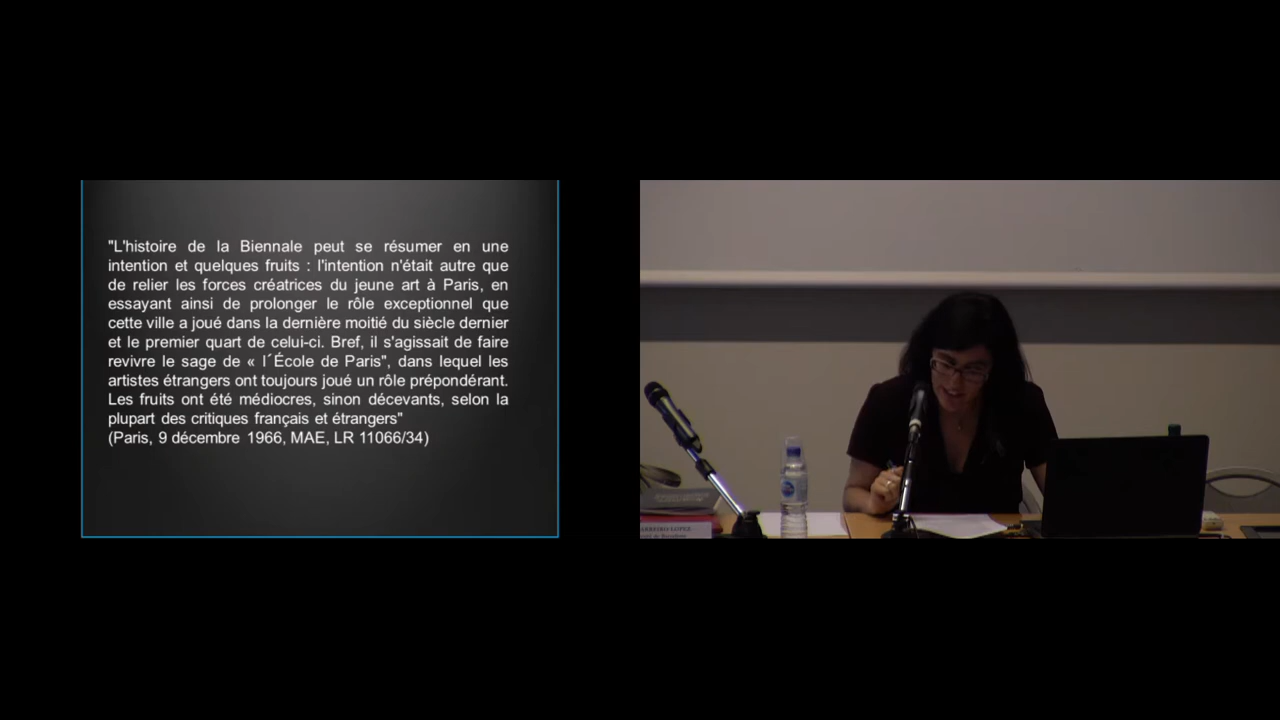 "L'histoire de la Biennale peut se résumer en une
intention et quelques fruits : l'intention n'était autre que
de relier les forces créatrices du jeune art à Paris, en
essayant ainsi de prolonger le rôle exceptionnel que
cette ville a joué dans la dernière moitié du siècle dernier
et le premier quart de celui-ci. Bref, il s'agissait de faire
revivre le sage de « l´École de Paris", dans lequel les
artistes étrangers ont toujours joué un rôle prépondérant.
Les fruits ont été médiocres, sinon décevants, selon la
plupart des critiques français et étrangers"
(Paris, 9 décembre 1966, MAE, LR 11066/34)
LOPEZ